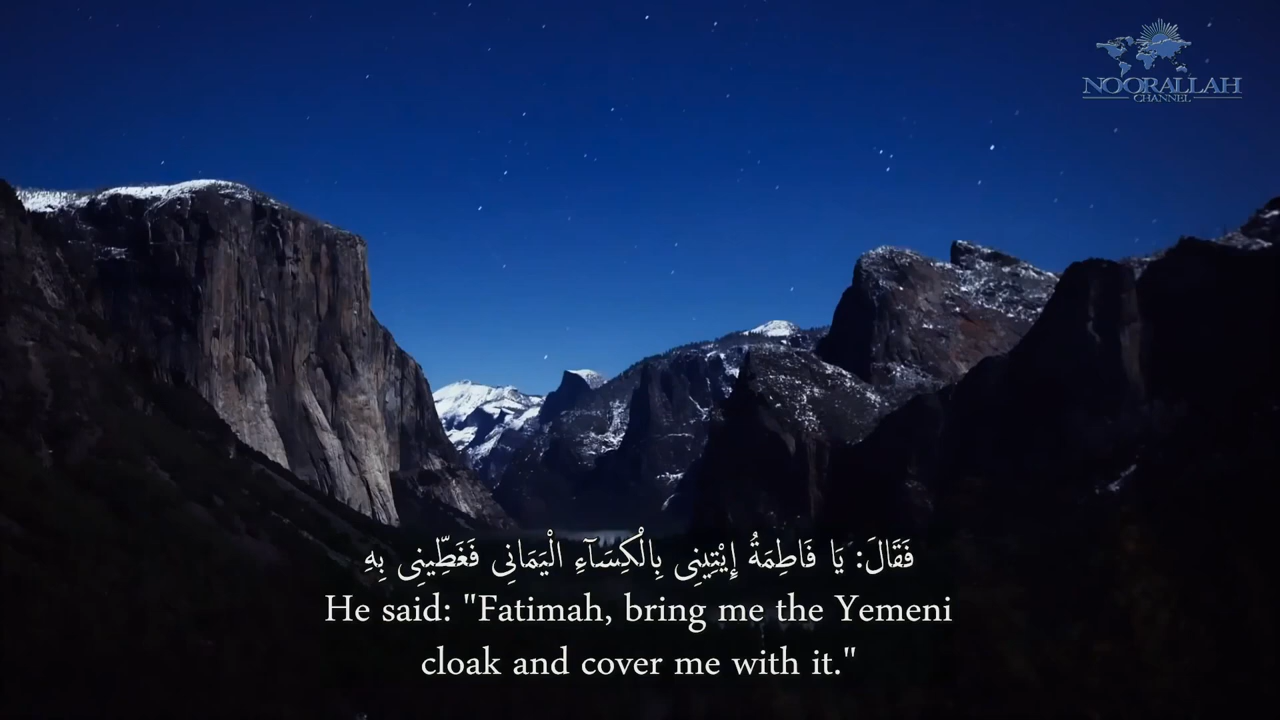 NOORALLAH
CHANNEL
فَقَالَ: يَا فَاطِمَةُ إِيْتِينِى بِالْكِسَآءِ الْيَمَانِى فَغَطِّينِى بِهِ
He said: "Fatimah, bring me the Yemeni
cloak and cover me with it."